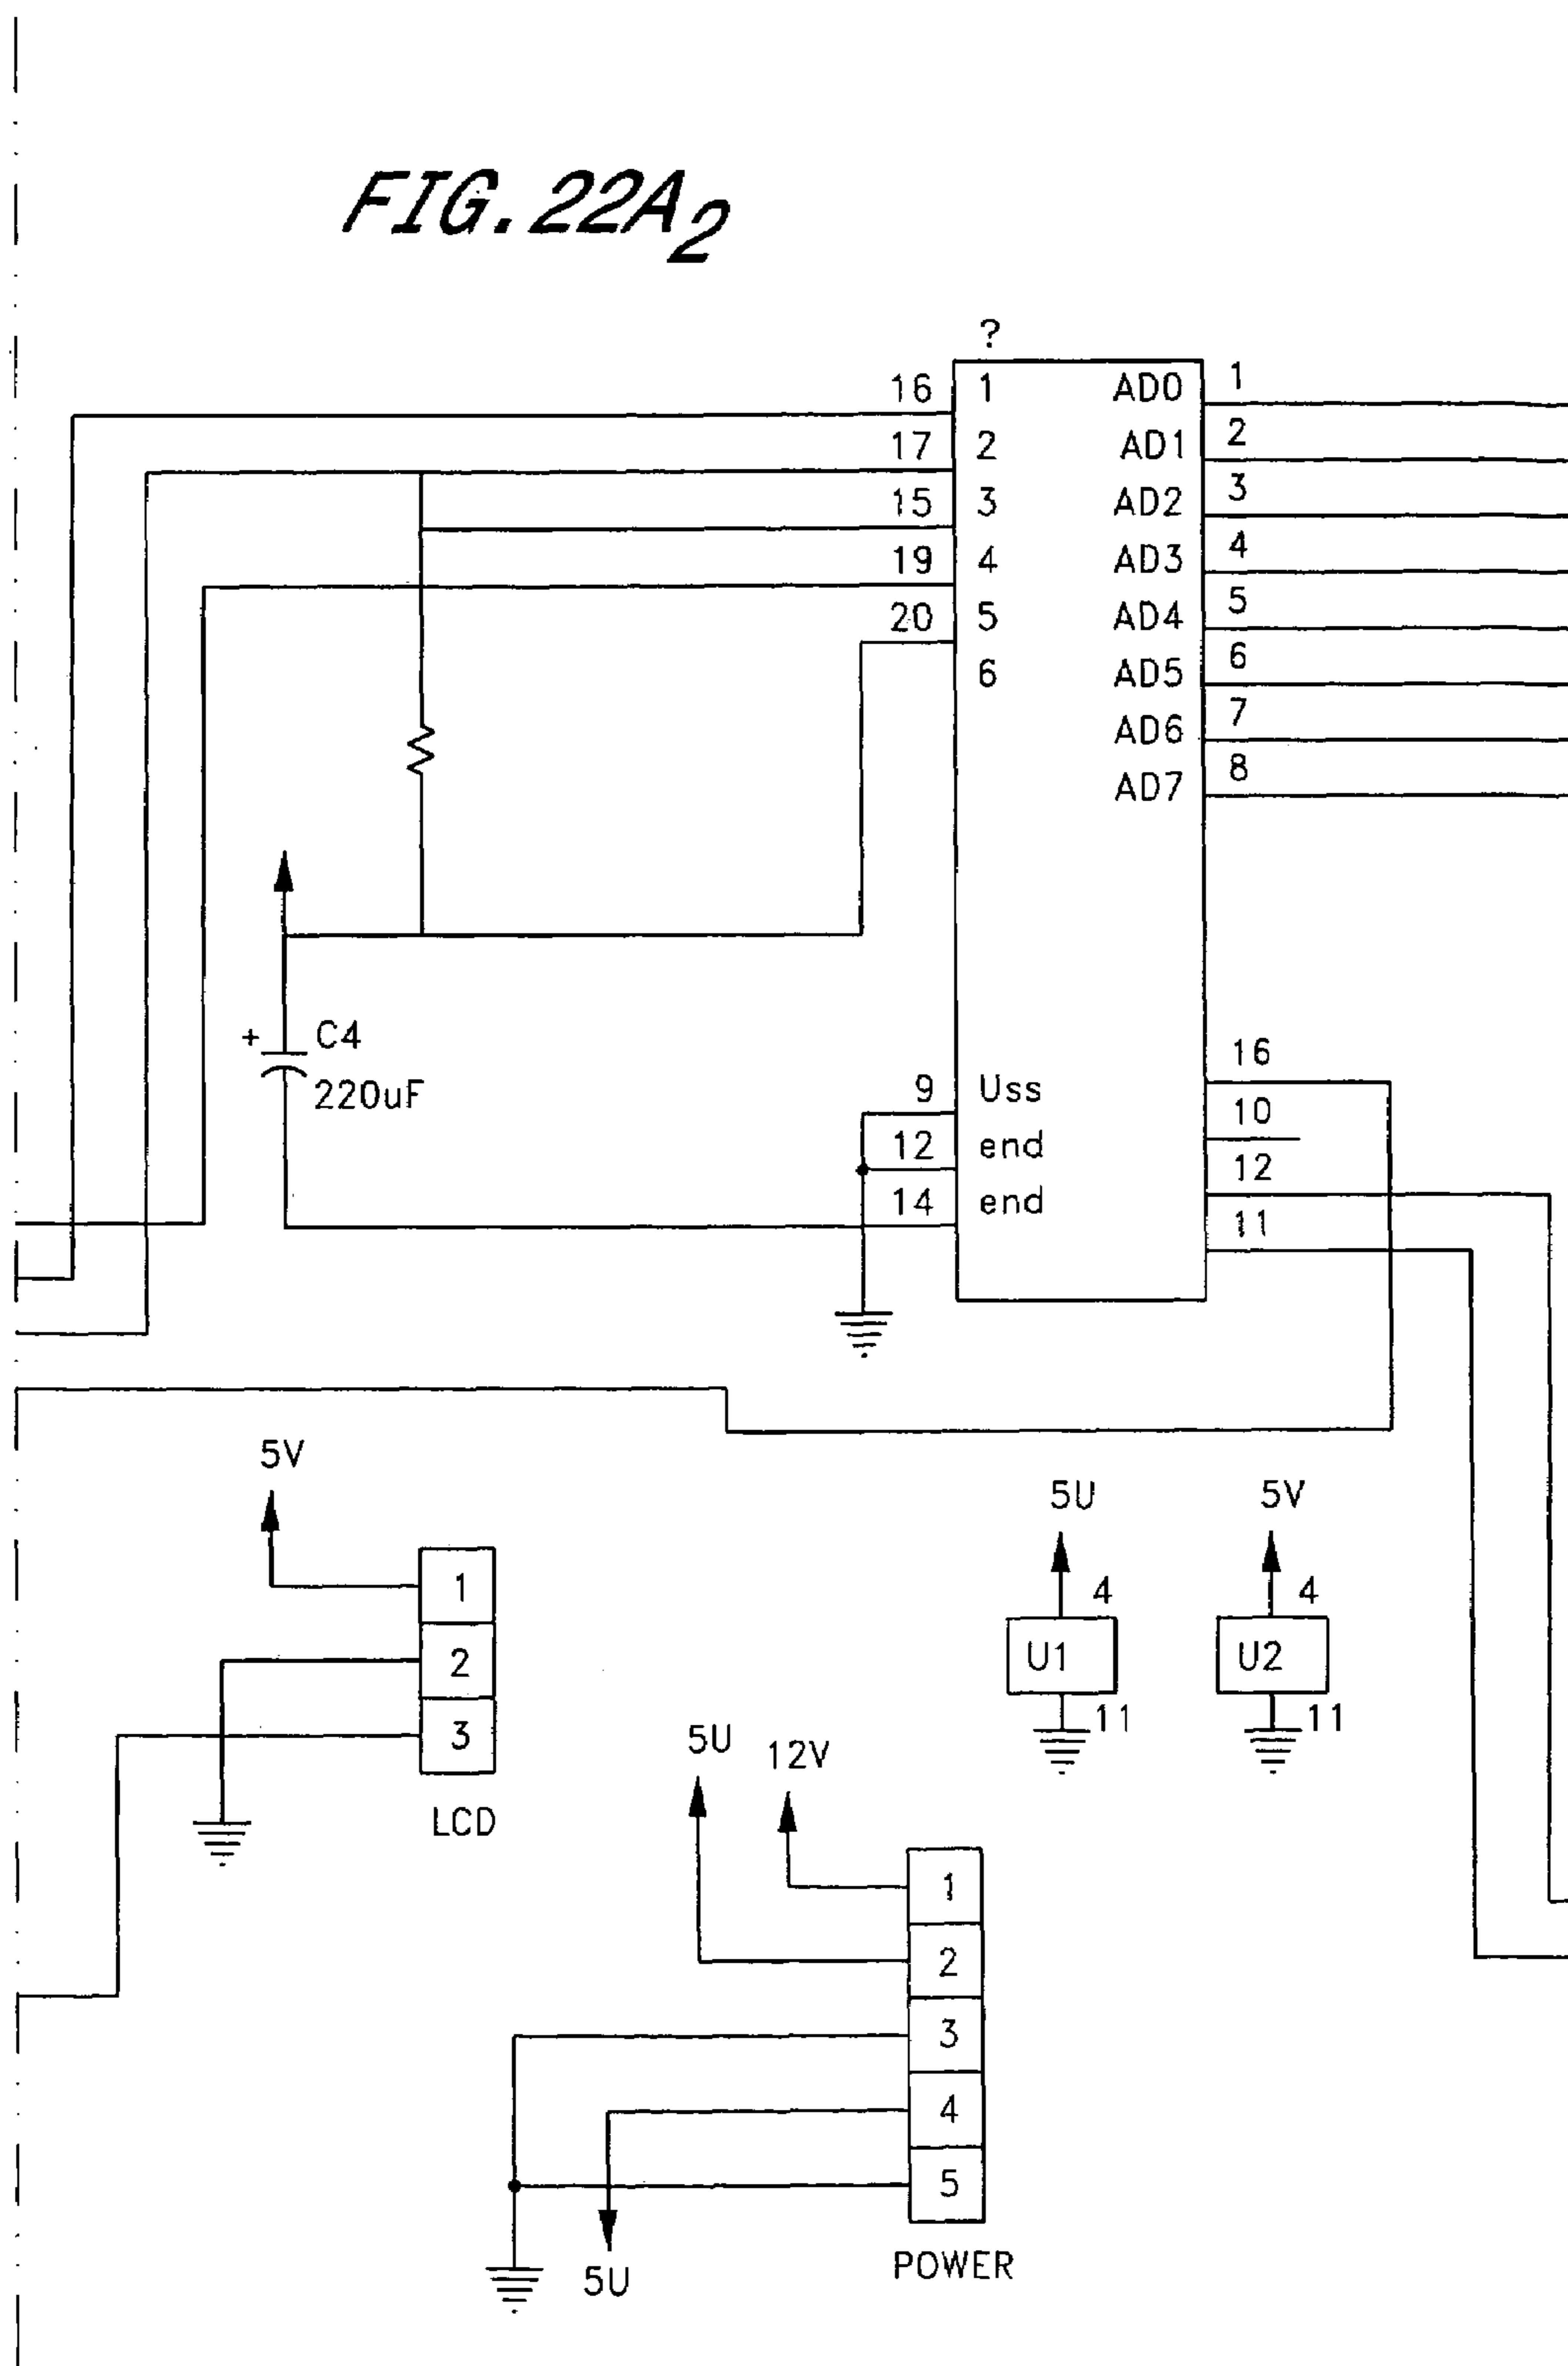 FIG. 22A2
?
16 1 AD0 1
17 2 AD1 2
15 3 AD2 3
19 4 AD3 4
20 5 AD4 5
6 AD5 6
AD6 7
AD7 8
+ C4
220uF
16
9 Uss
10
12 end
12
14 end
11
5V
1
2
3
LCD
5U 5V
4 4
U1 U2
11 11
5U 12V
1
2
3
4
5
5U
POWER